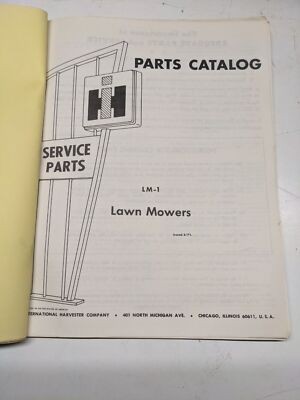 PARTS CATALOG
IH
SERVICE
PARTS
LM-1
Lawn Mowers
INTERNATIONAL HARVESTER COMPANY • 401 NORTH MICHIGAN AVE. • CHICAGO, ILLINOIS 60611, U. S. A.